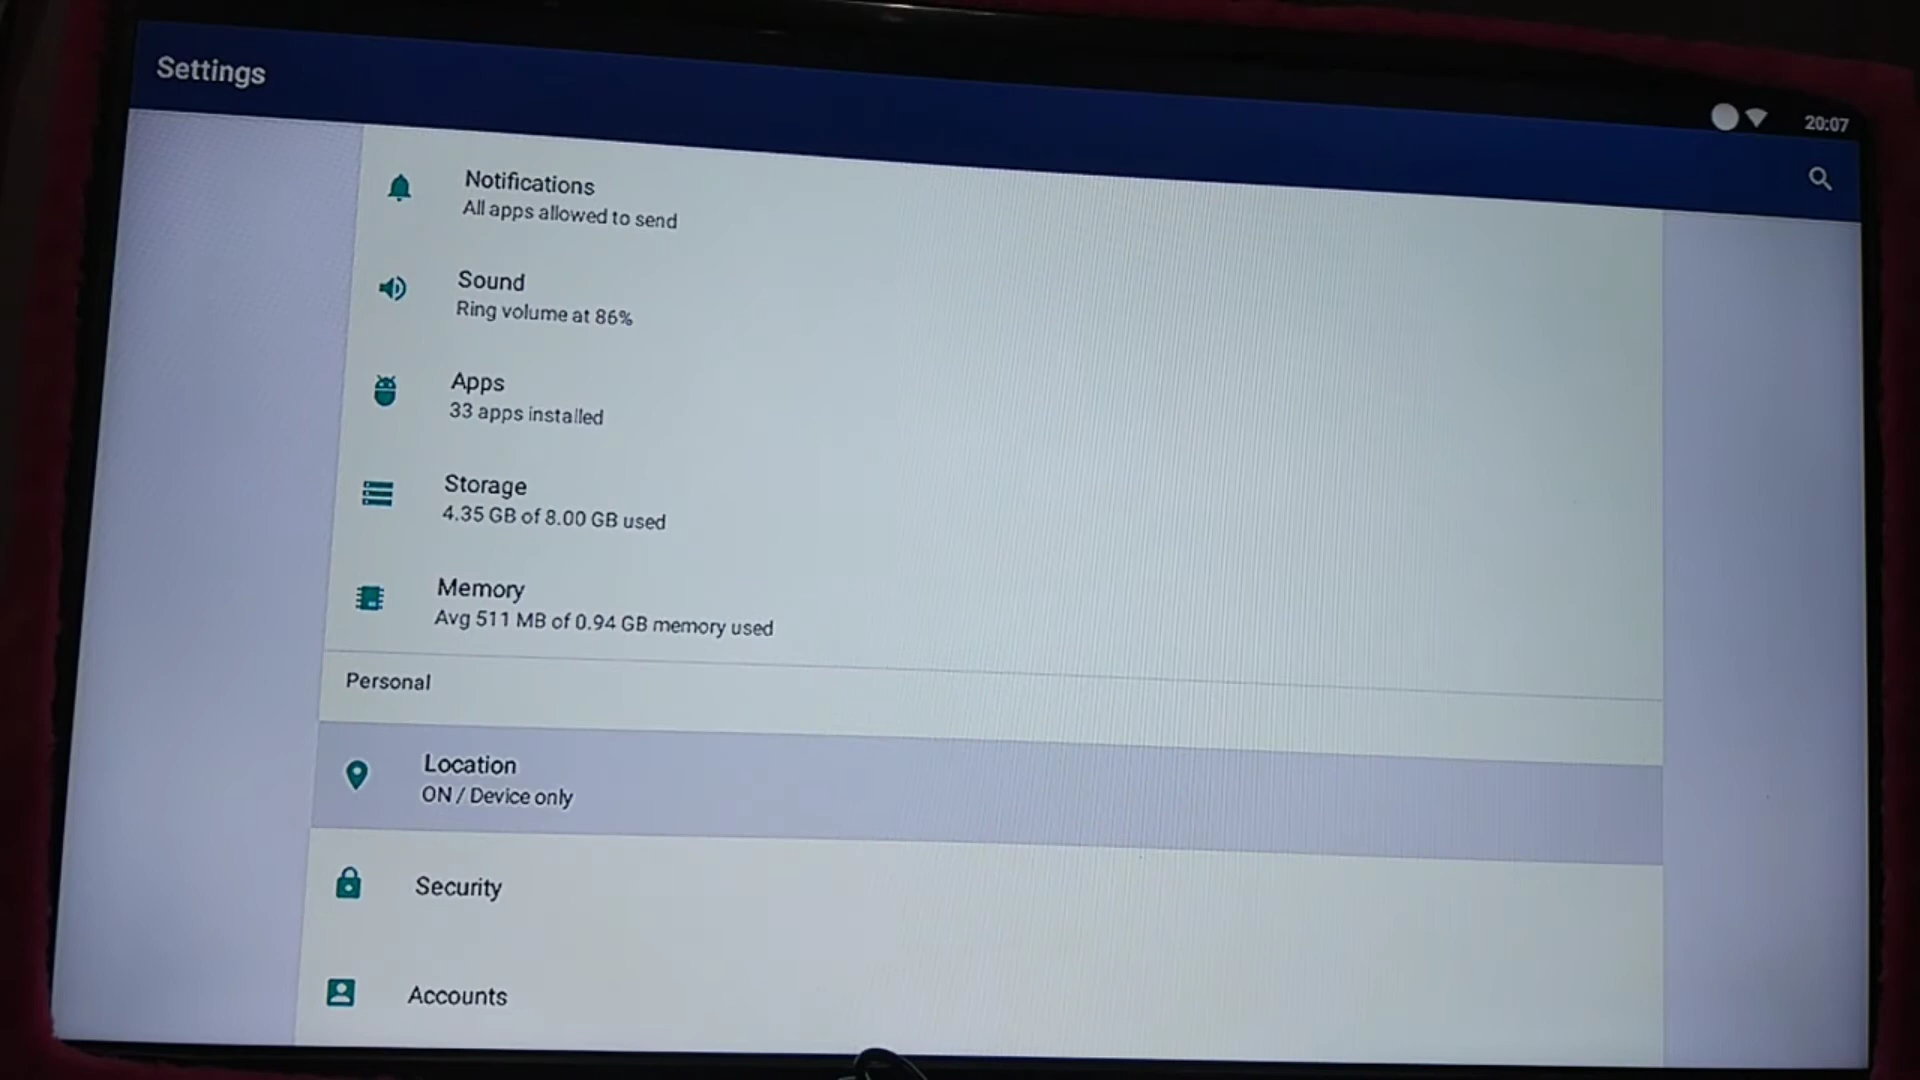 Settings
20:07
Notifications
All apps allowed to send
Sound
Ring volume at 86%
Apps
33 apps installed
Storage
4.35 GB of 8.00 GB used
Memory
Avg 511 MB of 0.94 GB memory used
Personal
Location
ON / Device only
Security
Accounts